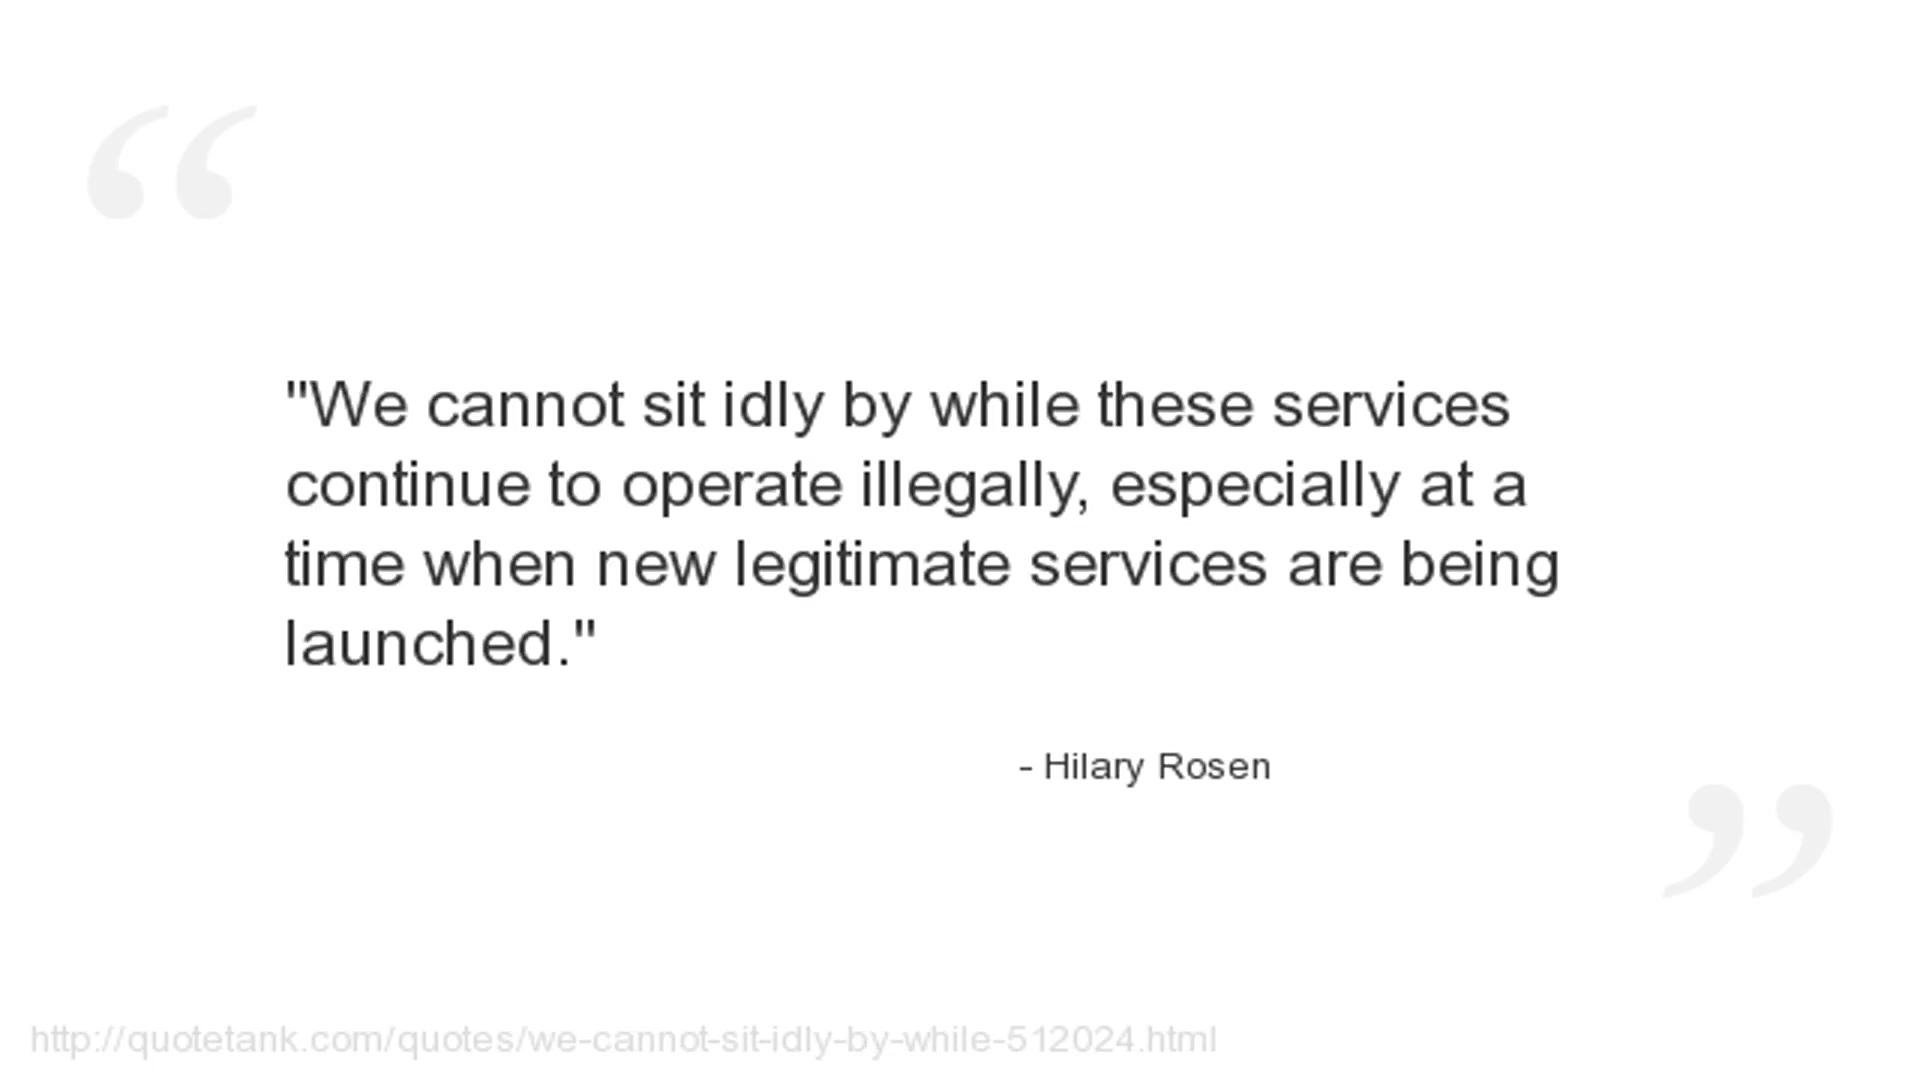 "We cannot sit idly by while these services
continue to operate illegally, especially at a
time when new legitimate services are being
launched."
- Hilary Rosen
http://quotetank.com/quotes/we-cannot-sit-idly-by-while-512024.html